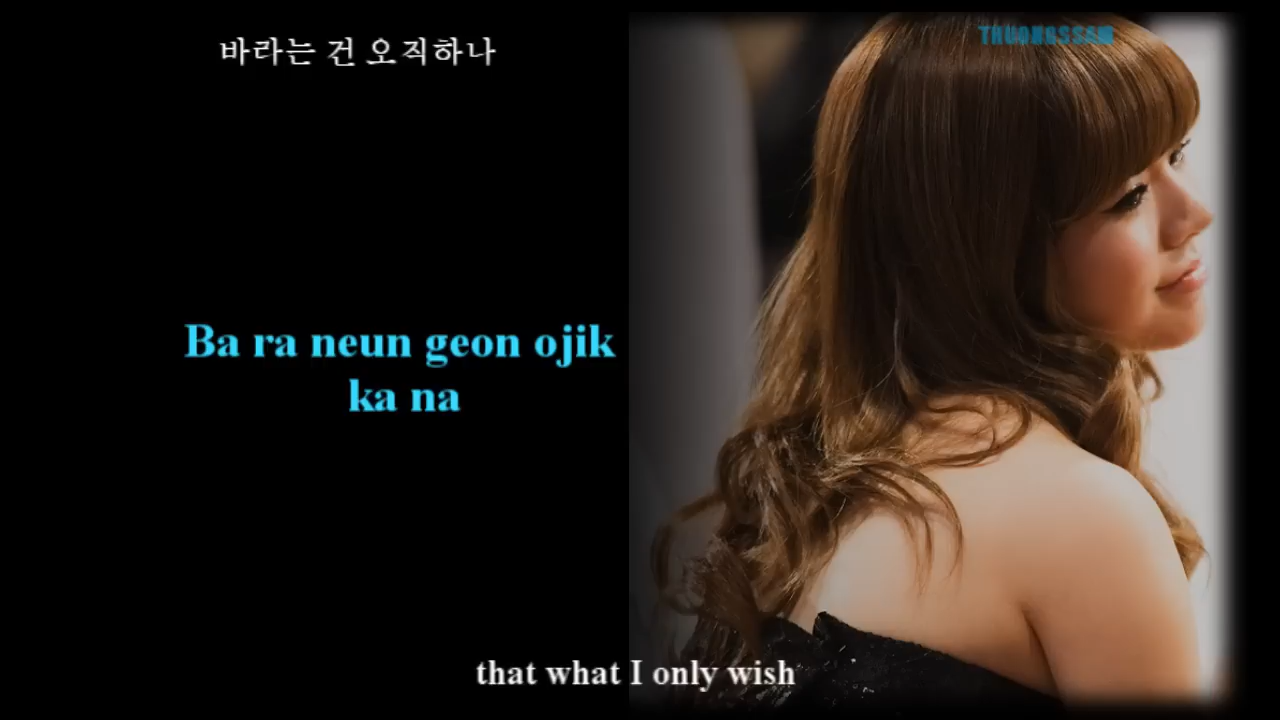 바라는 건 오직하나
THUONGSSAM
Ba ra neun geon ojik
ka na
that what I only wish